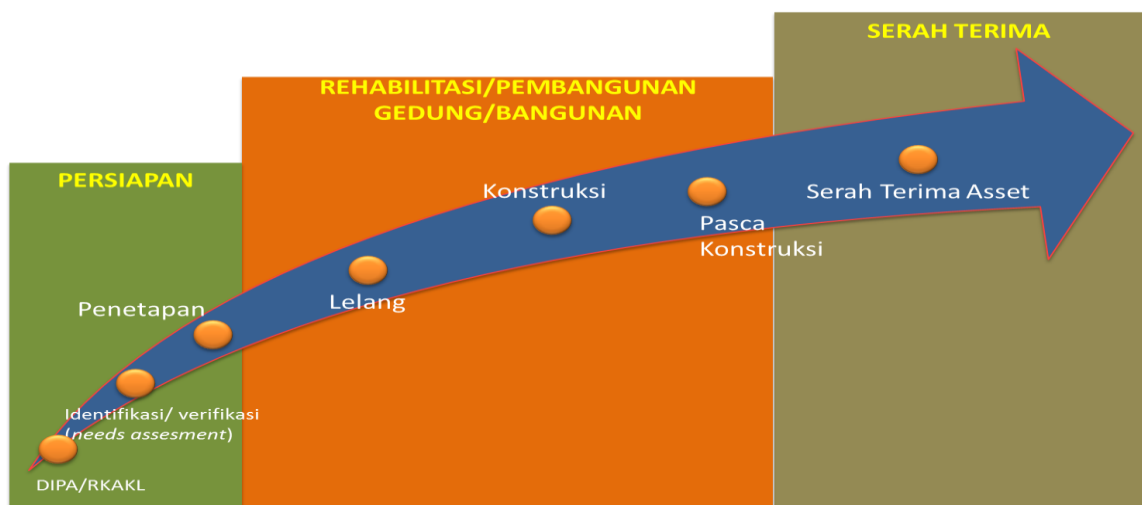 SERAH TERIMA
REHABILITASI/PEMBANGUNAN
GEDUNG/BANGUNAN
PERSIAPAN
Konstruksi
Serah Terima Asset
Pasca
Konstruksi
Lelang
Penetapan
Identifikasi/ verifikasi
(needs assesment)
DIPA/RKAKL